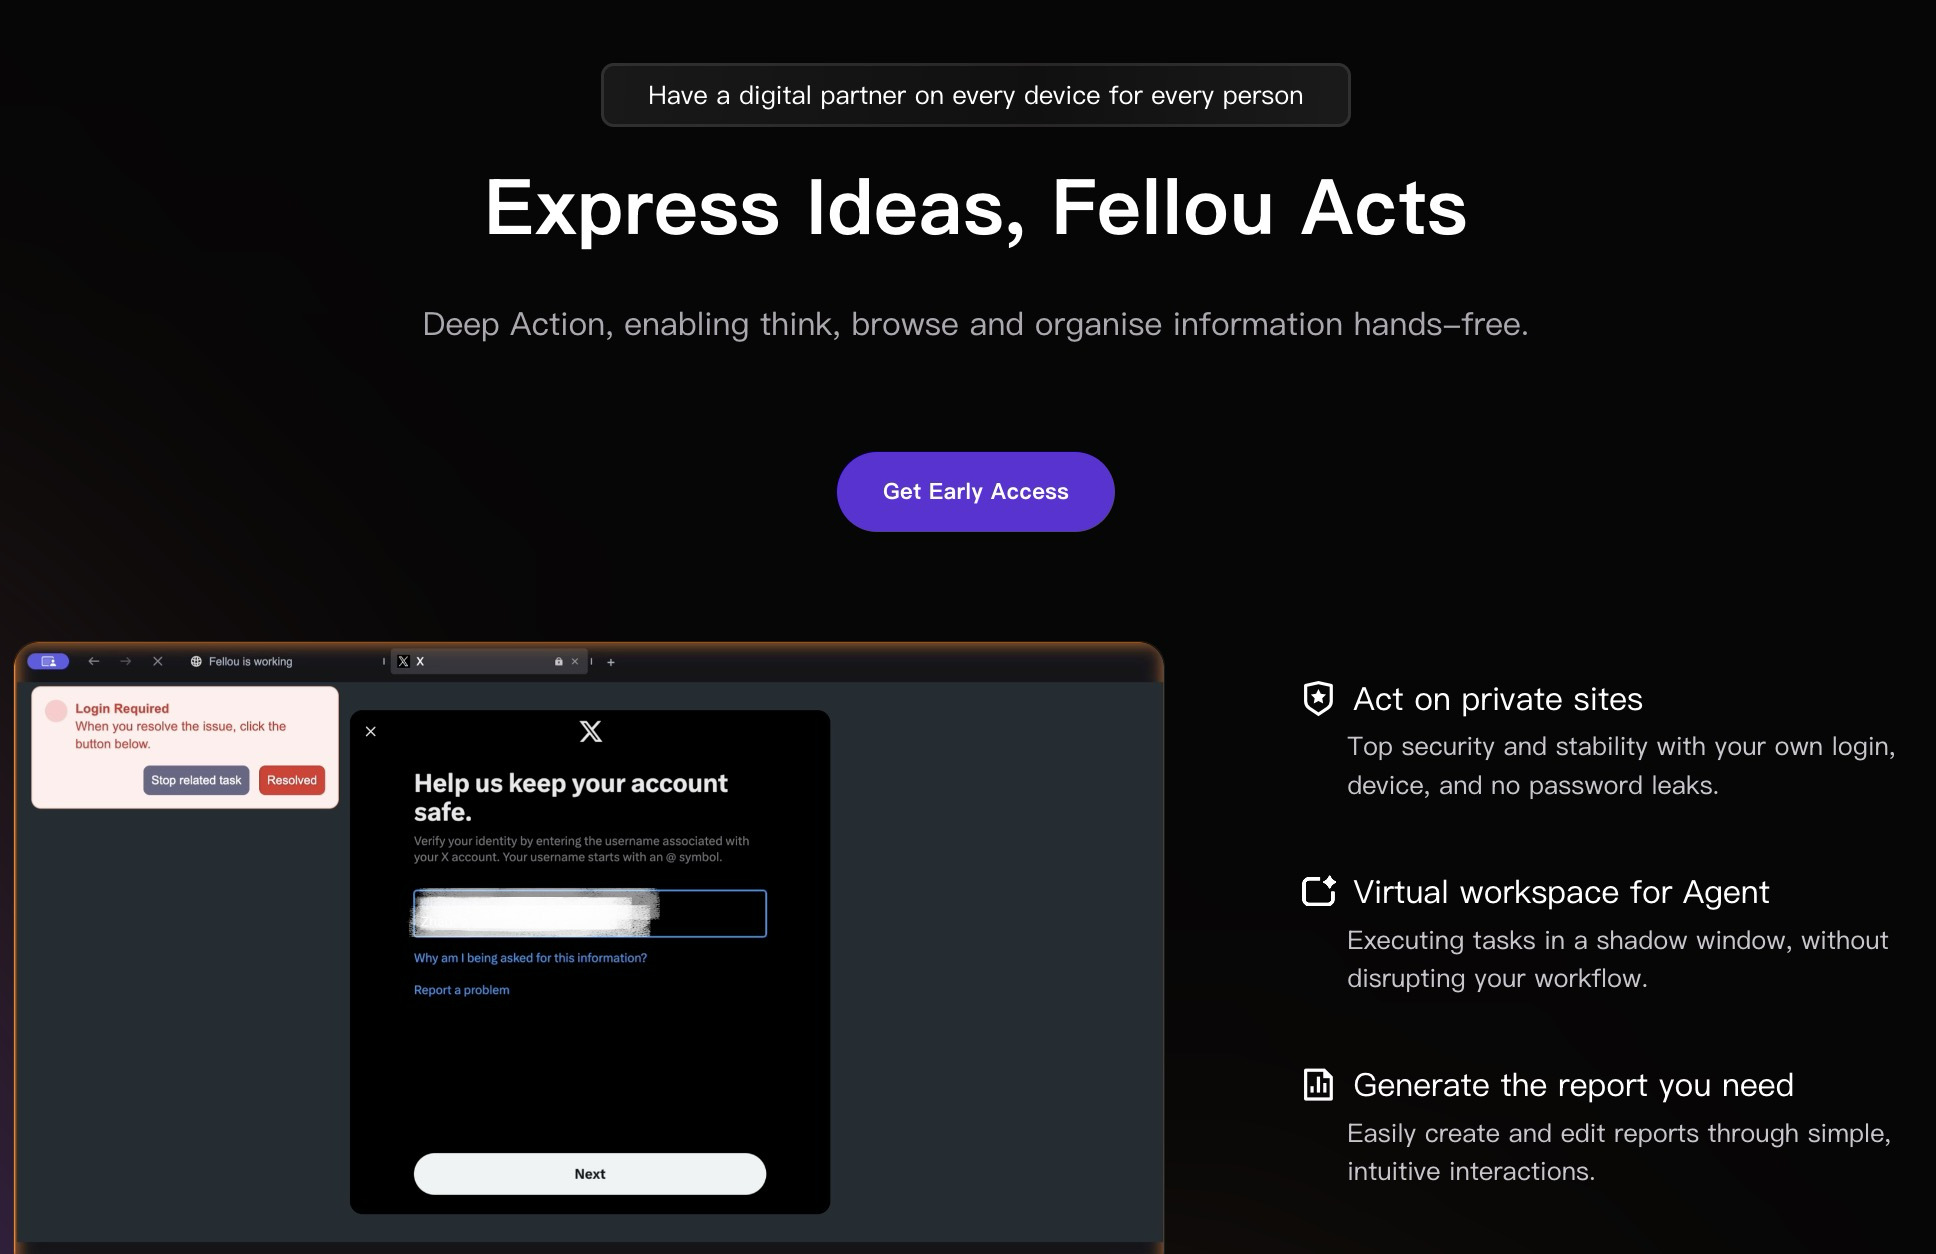 Have a digital partner on every device for every person
Express Ideas, Fellou Acts
Deep Action, enabling think, browse and organise information hands-free.
Get Early Access
Fellou is working
X
Login Required
When you resolve the issue, click the
button below.
Stop related task
Resolved
Help us keep your account
safe.
Verify your identity by entering the username associated with
your X account. Your username starts with an @ symbol.
Why am I being asked for this information?
Report a problem
Next
Act on private sites
Top security and stability with your own login,
device, and no password leaks.
Virtual workspace for Agent
Executing tasks in a shadow window, without
disrupting your workflow.
Generate the report you need
Easily create and edit reports through simple,
intuitive interactions.